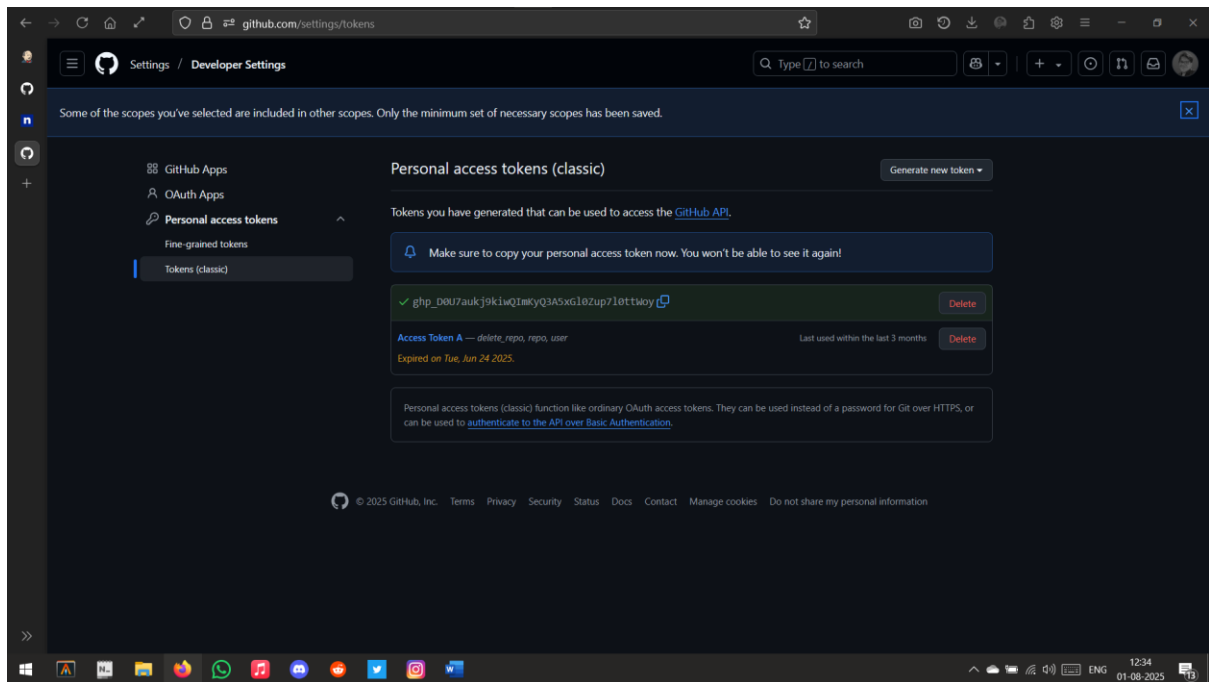 github.com/settings/tokens
Settings / Developer Settings
Type / to search
Some of the scopes you've selected are included in other scopes. Only the minimum set of necessary scopes has been saved.
GitHub Apps
OAuth Apps
Personal access tokens
Fine-grained tokens
Tokens (classic)
Personal access tokens (classic)
Generate new token
Tokens you have generated that can be used to access the GitHub API.
Make sure to copy your personal access token now. You won't be able to see it again!
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
Delete
Access Token A — delete_repo, repo, user
Last used within the last 3 months
Delete
Expired on Tue, Jun 24 2025.
Personal access tokens (classic) function like ordinary OAuth access tokens. They can be used instead of a password for Git over HTTPS, or
can be used to authenticate to the API over Basic Authentication.
© 2025 GitHub, Inc. Terms Privacy Security Status Docs Contact Manage cookies Do not share my personal information
ENG
12:34
01-08-2025
13